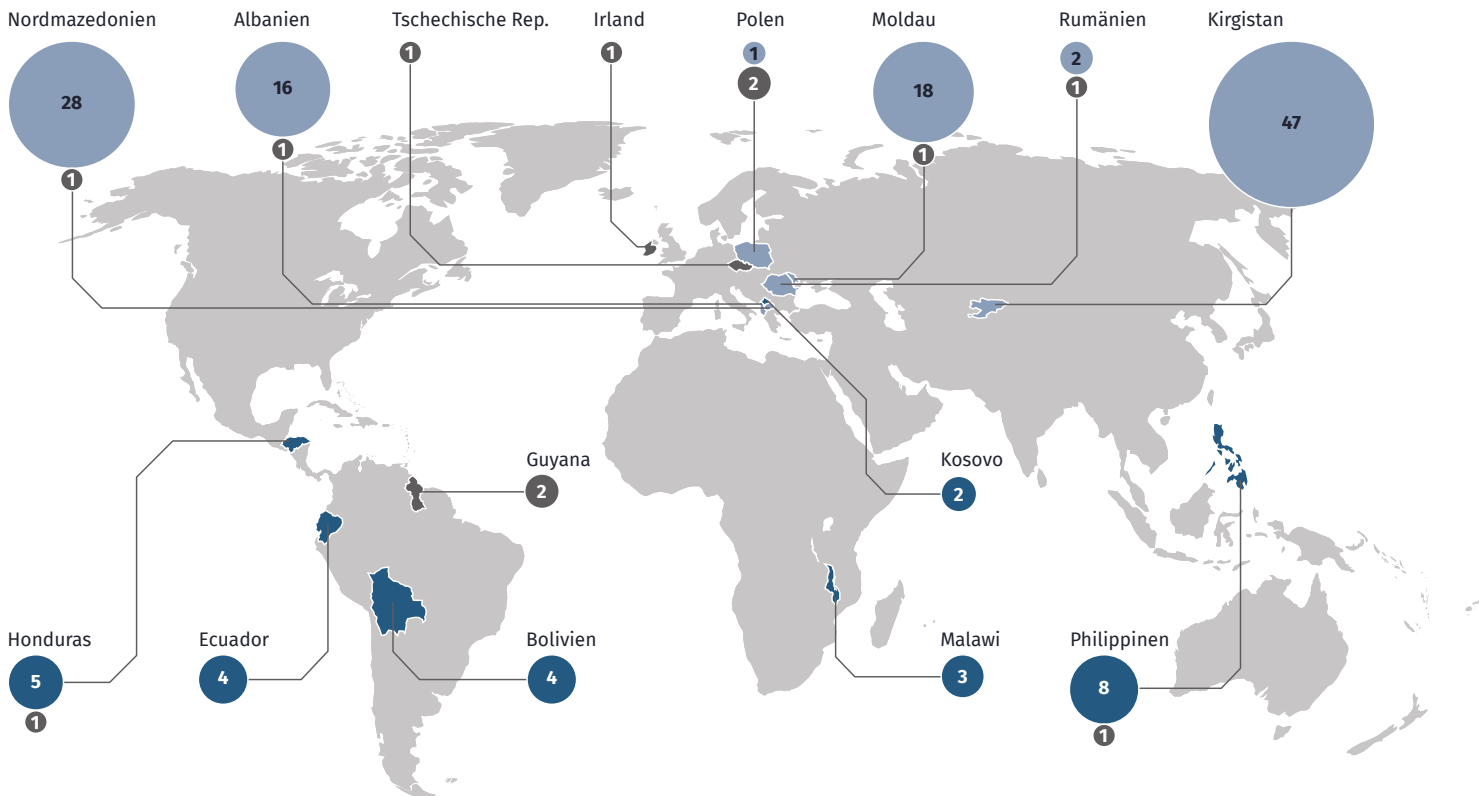 Nordmazedonien
28
1
Albanien
16
1
Tschechische Rep.
1
Irland
1
Polen
1
2
Moldau
18
1
Rumänien
2
1
Kirgistan
47
Guyana
2
Kosovo
2
Honduras
5
1
Ecuador
4
Bolivien
4
Malawi
3
Philippinen
8
1